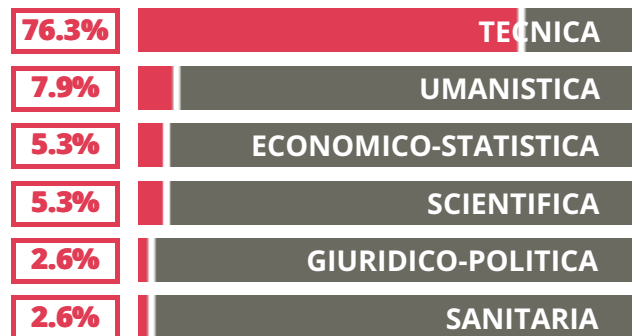 76.3% TECNICA
7.9% UMANISTICA
5.3% ECONOMICO-STATISTICA
5.3% SCIENTIFICA
2.6% GIURIDICO-POLITICA
2.6% SANITARIA